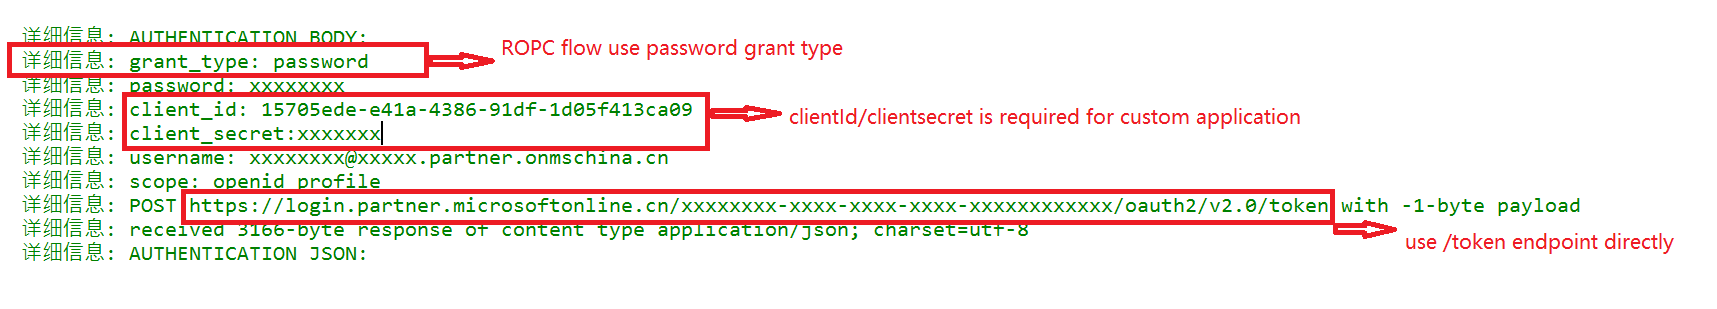 详细信息: AUTHENTICATION BODY:
详细信息: grant_type: password
ROPC flow use password grant type
详细信息: password: xxxxxxxx
详细信息: client_id: 15705ede-e41a-4386-91df-1d05f413ca09
详细信息: client_secret:xxxxxxx
clientId/clientsecret is required for custom application
详细信息: username: xxxxxxxx@xxxxx.partner.onmschina.cn
详细信息: scope: openid profile
详细信息: POST https://login.partner.microsoftonline.cn/xxxxxxxx-xxxx-xxxx-xxxx-xxxxxxxxxxxx/oauth2/v2.0/token with -1-byte payload
详细信息: received 3166-byte response of content type application/json; charset=utf-8
use /token endpoint directly
详细信息: AUTHENTICATION JSON: